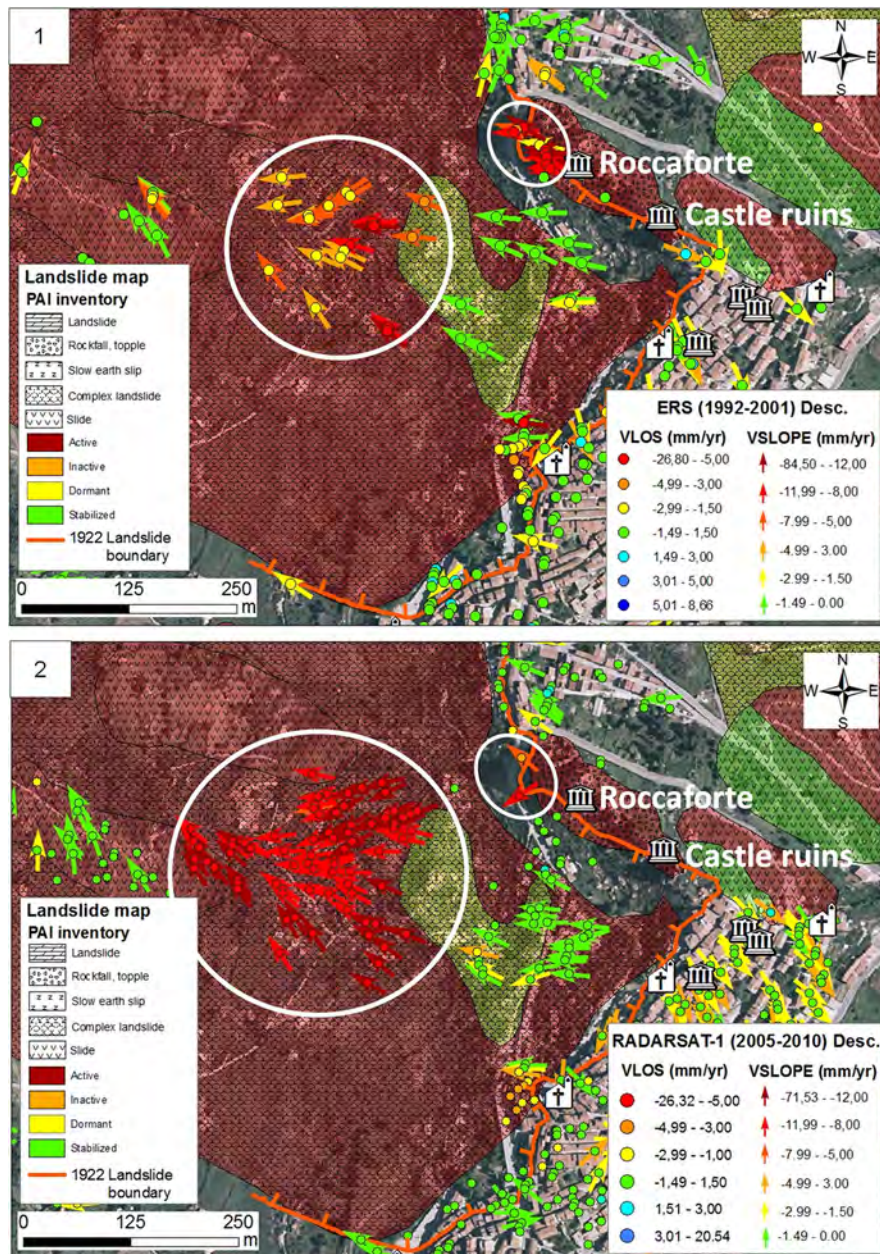 1
N
W E
S
Roccaforte
Castle ruins
Landslide map
PAI inventory
Landslide
Rockfall, topple
Slow earth slip
Complex landslide
Slide
Active
Inactive
Dormant
Stabilized
1922 Landslide
boundary
0 125 250
m
ERS (1992-2001) Desc.
VLOS (mm/yr) VSLOPE (mm/yr)
-26,80 - -5,00 -84,50 - -12,00
-4,99 - -3,00 -11,99 - -8,00
-2,99 - -1,50 -7.99 - -5,00
-1,49 - 1,50 -4.99 - 3.00
1,49 - 3,00 -2.99 - -1.50
3,01 - 5,00 -1.49 - 0.00
5,01 - 8,66
2
N
W E
S
Roccaforte
Castle ruins
Landslide map
PAI inventory
Landslide
Rockfall, topple
Slow earth slip
Complex landslide
Slide
Active
Inactive
Dormant
Stabilized
1922 Landslide
boundary
0 125 250
m
RADARSAT-1 (2005-2010) Desc.
VLOS (mm/yr) VSLOPE (mm/yr)
-26,32 - -5,00 -71,53 - -12,00
-4,99 - -3,00 -11,99 - -8,00
-2,99 - -1,00 -7.99 - -5,00
-1,49 - 1,50 -4.99 - 3.00
1,51 - 3,00 -2.99 - -1.50
3,01 - 20.54 -1.49 - 0.00